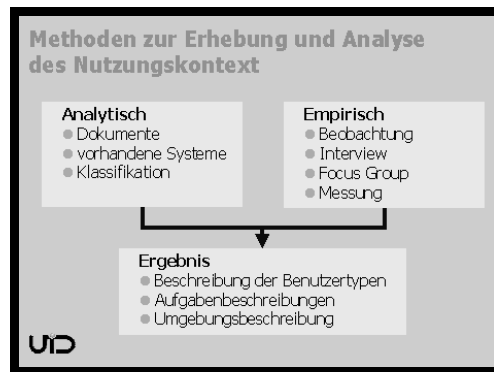 Methoden zur Erhebung und Analyse
des Nutzungskontext
Analytisch
Dokumente
vorhandene Systeme
Klassifikation
Empirisch
Beobachtung
Interview
Focus Group
Messung
Ergebnis
Beschreibung der Benutzertypen
Aufgabenbeschreibungen
Umgebungsbeschreibung
UID